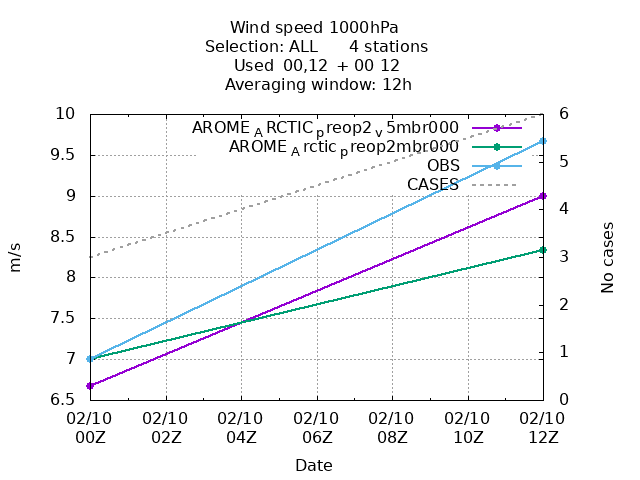 Wind speed 1000hPa
Selection: ALL 4 stations
Used 00,12 + 00 12
Averaging window: 12h
10
9.5
9
8.5
8
7.5
7
6.5
m/s
AROME A RCTIC p reop2 v 5mbr000
AROME A rctic p reop2mbr000
OBS
CASES
6
5
4
3
2
1
0
No cases
02/10 02/10 02/10 02/10 02/10 02/10 02/10
00Z 02Z 04Z 06Z 08Z 10Z 12Z
Date